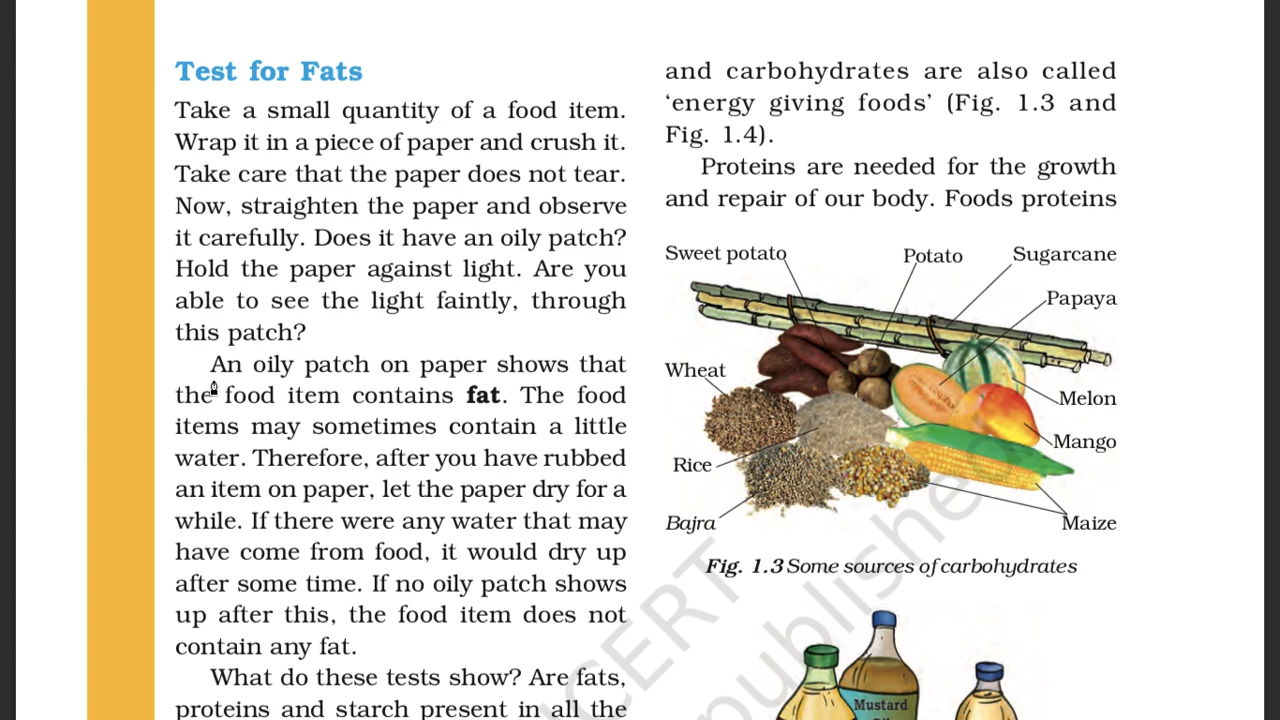 Test for Fats
Take a small quantity of a food item.
Wrap it in a piece of paper and crush it.
Take care that the paper does not tear.
Now, straighten the paper and observe
it carefully. Does it have an oily patch?
Hold the paper against light. Are you
able to see the light faintly, through
this patch?
An oily patch on paper shows that
the food item contains fat. The food
items may sometimes contain a little
water. Therefore, after you have rubbed
an item on paper, let the paper dry for a
while. If there were any water that may
have come from food, it would dry up
after some time. If no oily patch shows
up after this, the food item does not
contain any fat.
What do these tests show? Are fats,
proteins and starch present in all the
and carbohydrates are also called
‘energy giving foods’ (Fig. 1.3 and
Fig. 1.4).
Proteins are needed for the growth
and repair of our body. Foods proteins
Sweet potato
Potato
Sugarcane
Papaya
Wheat
Melon
Mango
Rice
Bajra
Maize
Fig. 1.3 Some sources of carbohydrates
Mustard